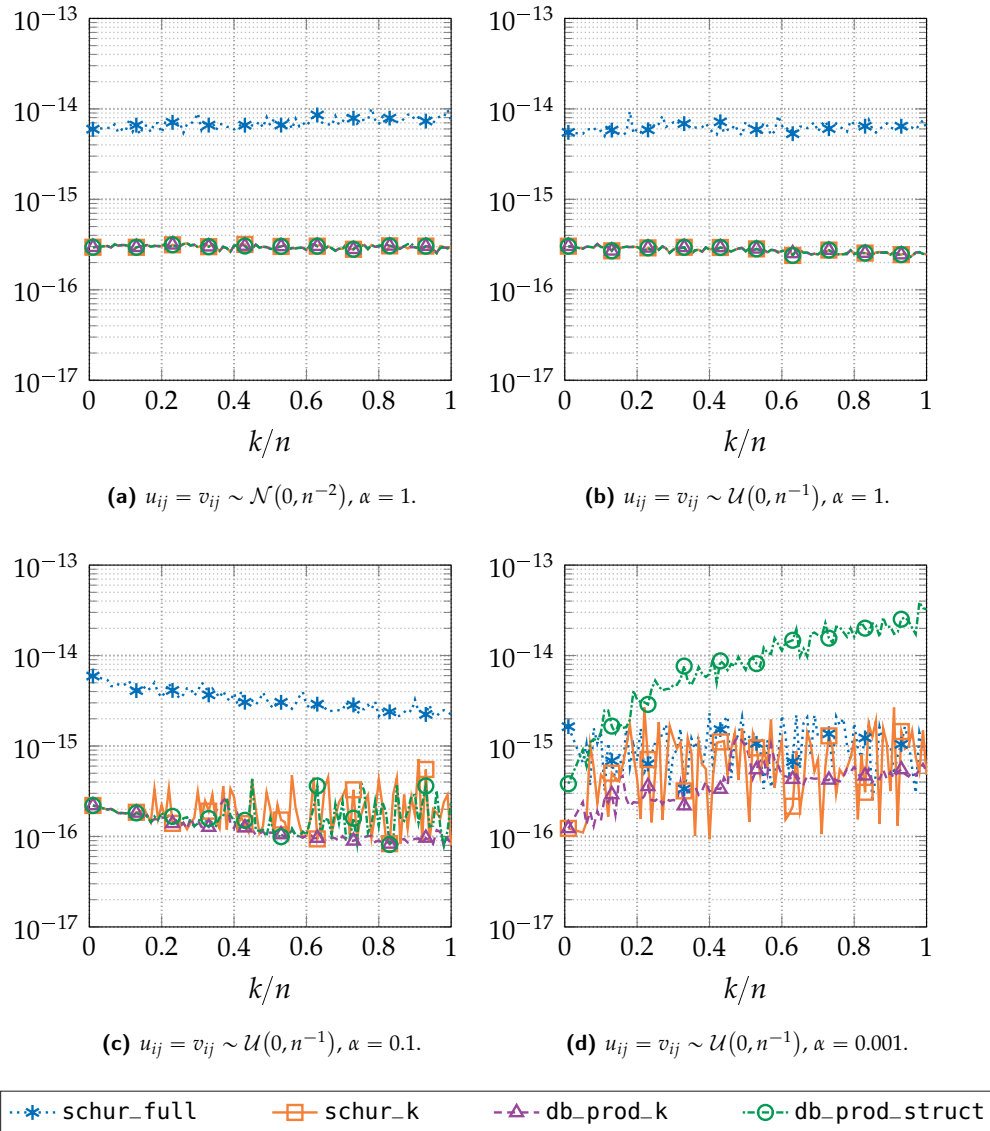 10⁻¹³
10⁻¹⁴
10⁻¹⁵
10⁻¹⁶
10⁻¹⁷
0 0.2 0.4 0.6 0.8 1
k/n
(a) u_{ij} = v_{ij} ∼ 𝒩(0, n⁻²), α = 1.
10⁻¹³
10⁻¹⁴
10⁻¹⁵
10⁻¹⁶
10⁻¹⁷
0 0.2 0.4 0.6 0.8 1
k/n
(b) u_{ij} = v_{ij} ∼ 𝒰(0, n⁻¹), α = 1.
10⁻¹³
10⁻¹⁴
10⁻¹⁵
10⁻¹⁶
10⁻¹⁷
0 0.2 0.4 0.6 0.8 1
k/n
(c) u_{ij} = v_{ij} ∼ 𝒰(0, n⁻¹), α = 0.1.
10⁻¹³
10⁻¹⁴
10⁻¹⁵
10⁻¹⁶
10⁻¹⁷
0 0.2 0.4 0.6 0.8 1
k/n
(d) u_{ij} = v_{ij} ∼ 𝒰(0, n⁻¹), α = 0.001.
schur_full schur_k db_prod_k db_prod_struct